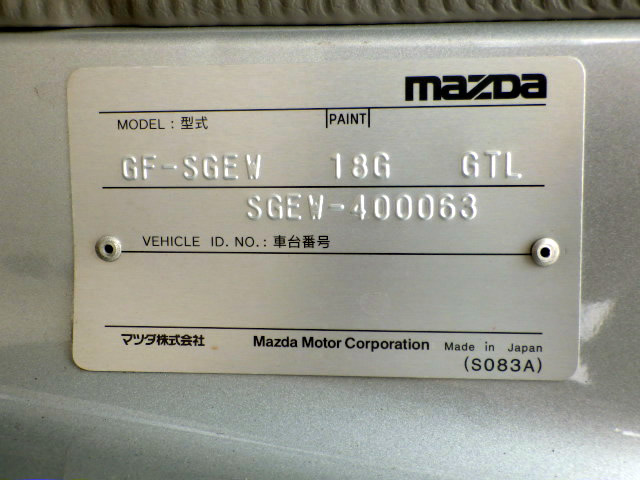 mazda
MODEL : 型式 PAINT
GF-SGEW 18G GTL
SGEW-400063
VEHICLE ID. NO. : 車台番号
マツダ株式会社 Mazda Motor Corporation Made in Japan
(S083A)